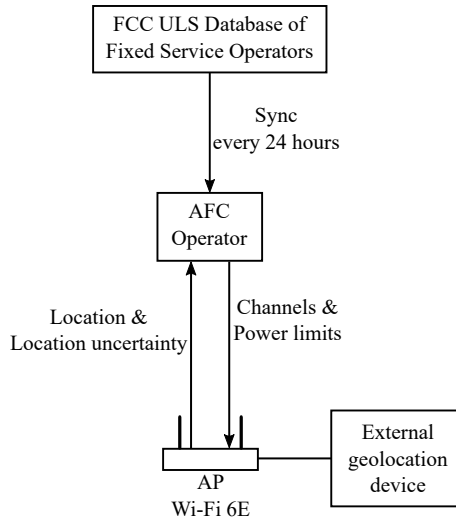 FCC ULS Database of
Fixed Service Operators
Sync
every 24 hours
AFC
Operator
Location &
Location uncertainty
Channels &
Power limits
AP
Wi-Fi 6E
External
geolocation
device